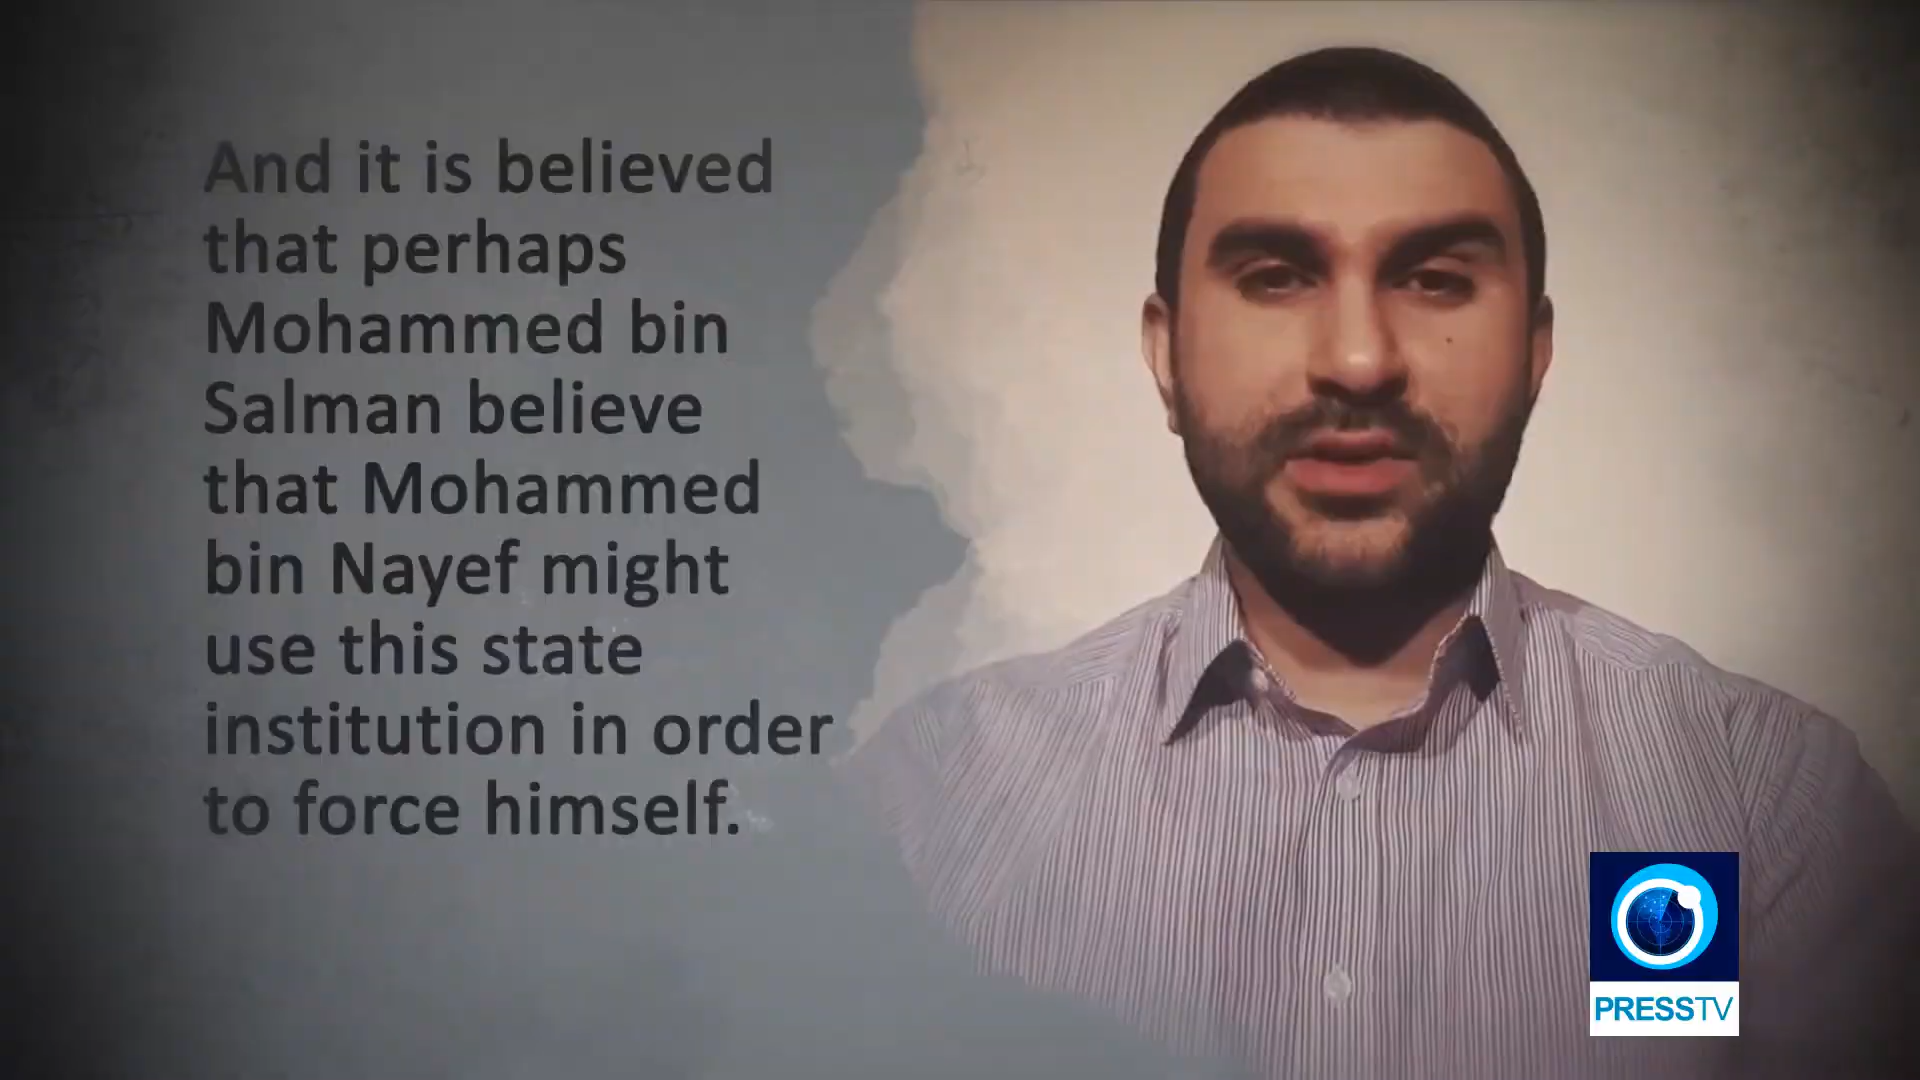 And it is believed
that perhaps
Mohammed bin
Salman believe
that Mohammed
bin Nayef might
use this state
institution in order
to force himself.
PRESSTV